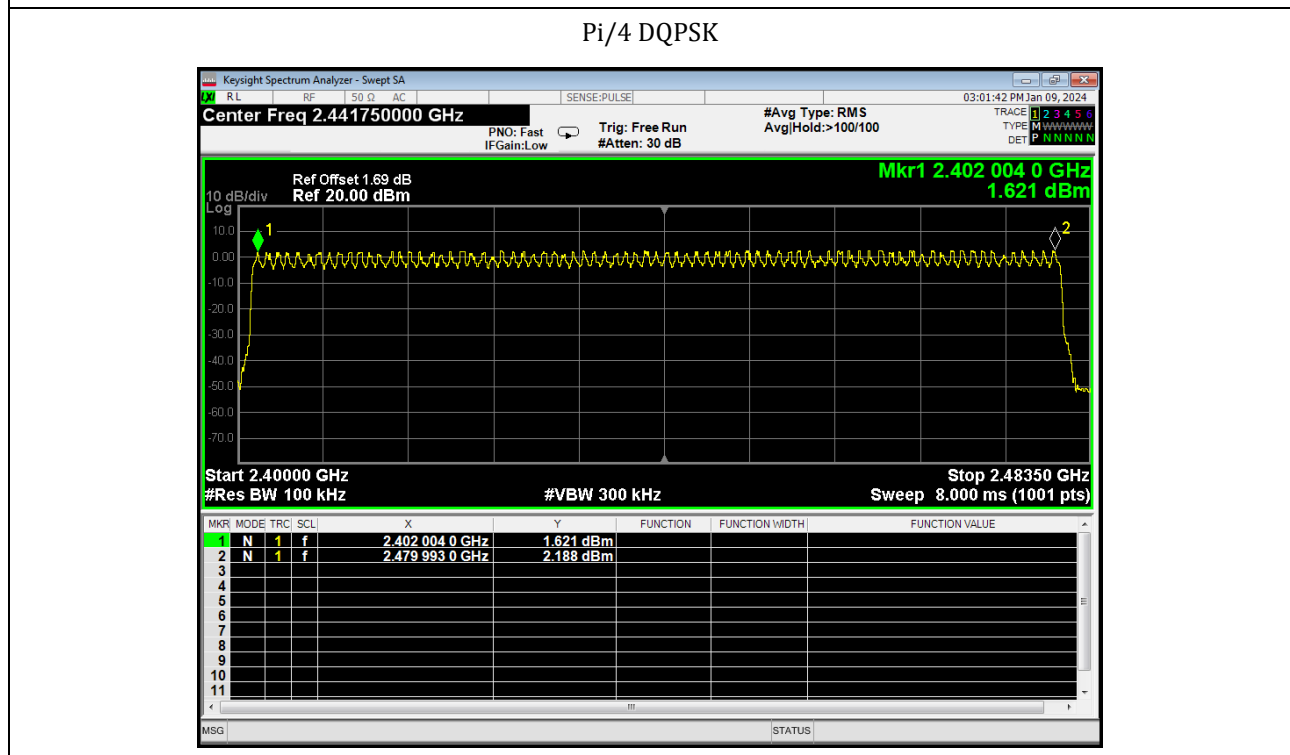 Pi/4 DQPSK
Keysight Spectrum Analyzer - Swept SA
LXI RL RF 50 Ω AC SENSE:PULSE 03:01:42 PM Jan 09, 2024
Center Freq 2.441750000 GHz #Avg Type: RMS TRACE 1 2 3 4 5 6
PNO: Fast Trig: Free Run Avg|Hold:>100/100 TYPE M WWWWW
IFGain:Low #Atten: 30 dB DET P N N N N N
Mkr1 2.402 004 0 GHz
Ref Offset 1.69 dB
10 dB/div Ref 20.00 dBm 1.621 dBm
Log
10.0
1
2
0.00
-10.0
-20.0
-30.0
-40.0
-50.0
-60.0
-70.0
Start 2.40000 GHz Stop 2.48350 GHz
#Res BW 100 kHz #VBW 300 kHz Sweep 8.000 ms (1001 pts)
MKR MODE TRC SCL X Y FUNCTION FUNCTION WIDTH FUNCTION VALUE
1 N 1 f 2.402 004 0 GHz 1.621 dBm
2 N 1 f 2.479 993 0 GHz 2.188 dBm
3
4
5
6
7
8
9
10
11
MSG STATUS